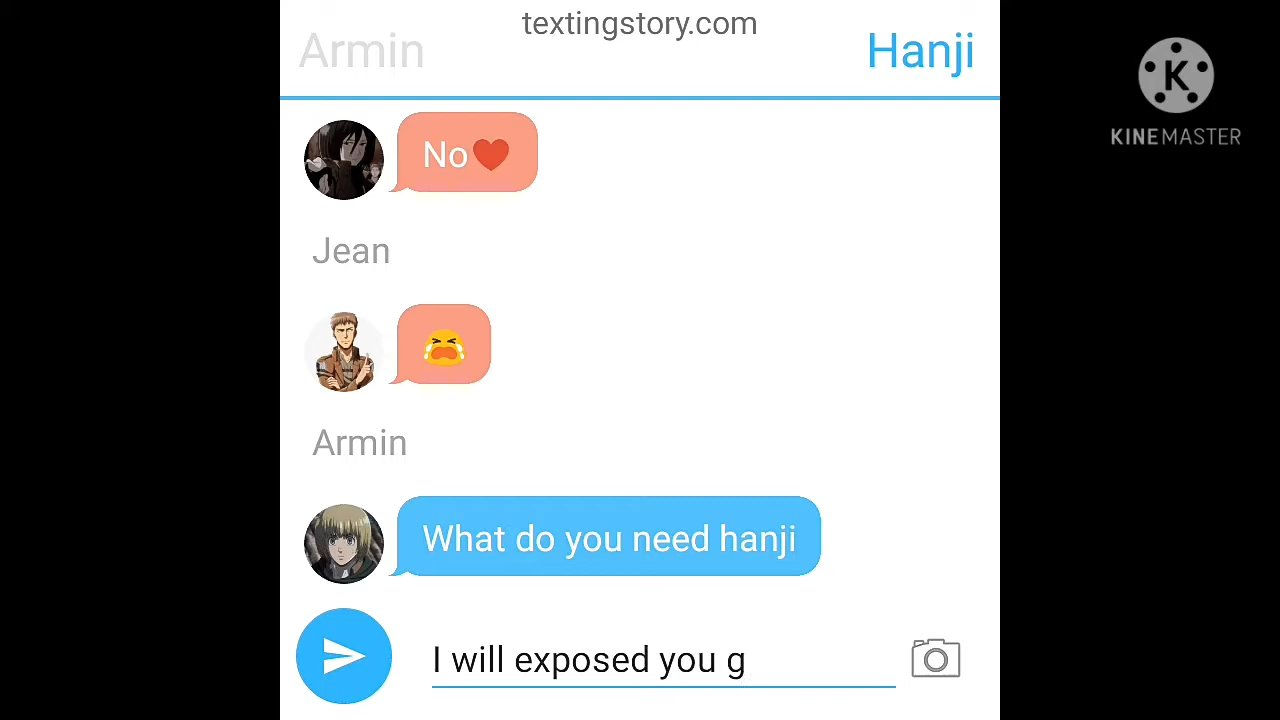 textingstory.com
Armin
Hanji
KINEMASTER
No❤️
Jean
😭
Armin
What do you need hanji
I will exposed you g